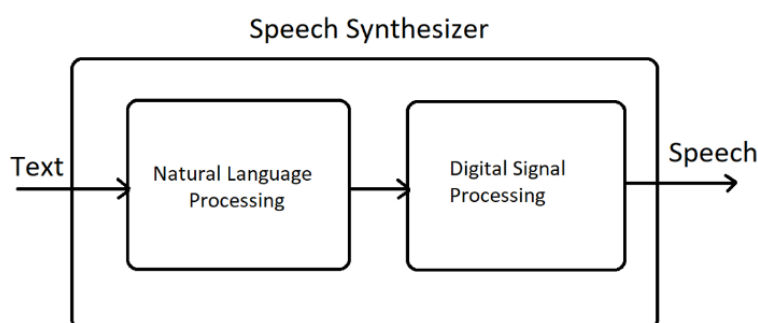 Speech Synthesizer
Text
Natural Language
Processing
Digital Signal
Processing
Speech